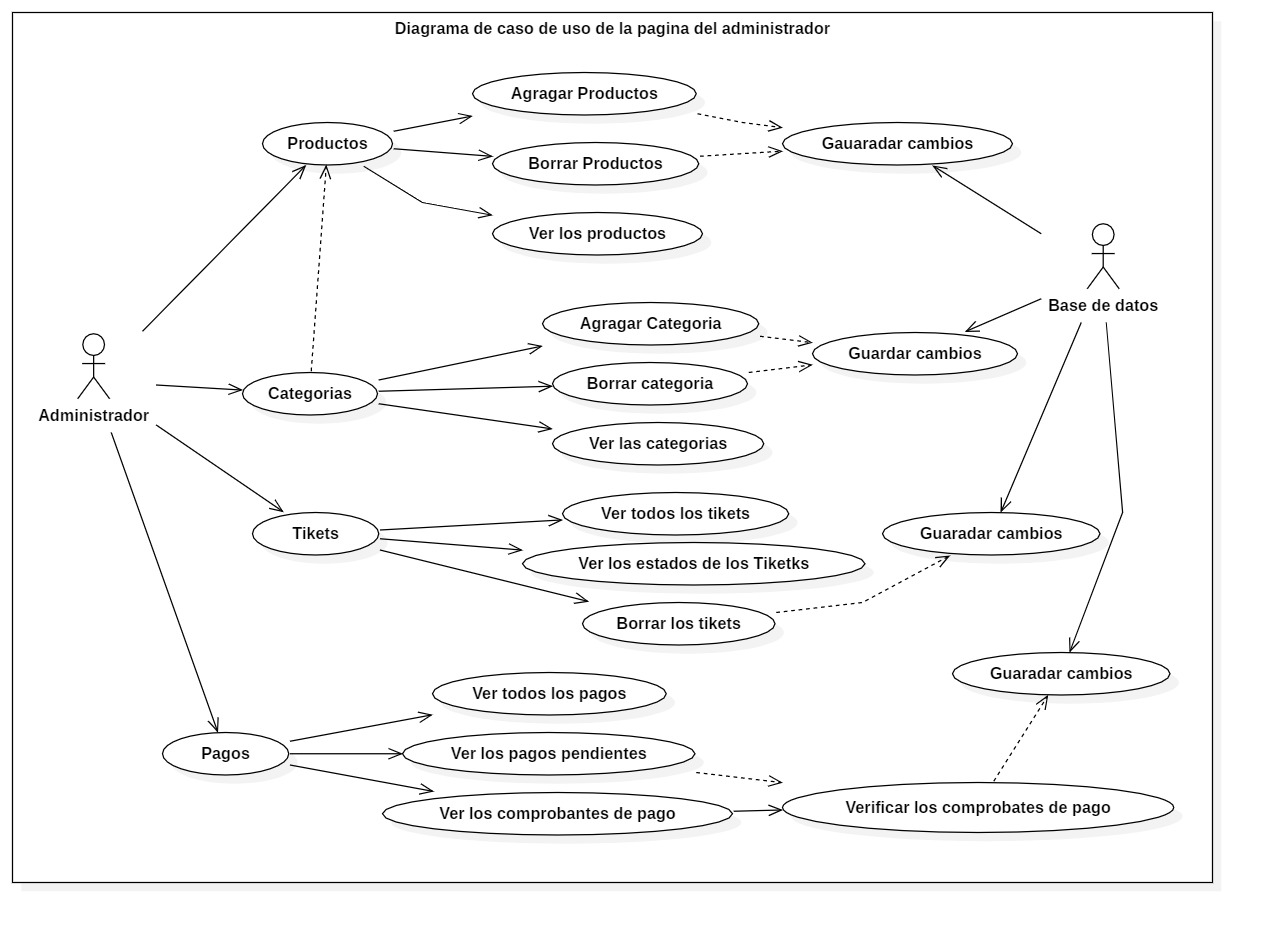 Diagrama de caso de uso de la pagina del administrador
Agragar Productos
Productos
Gauaradar cambios
Borrar Productos
Ver los productos
Base de datos
Agragar Categoria
Guardar cambios
Borrar categoria
Categorias
Administrador
Ver las categorias
Ver todos los tikets
Tikets
Guaradar cambios
Ver los estados de los Tiketks
Borrar los tikets
Guaradar cambios
Ver todos los pagos
Pagos
Ver los pagos pendientes
Ver los comprobantes de pago
Verificar los comprobates de pago